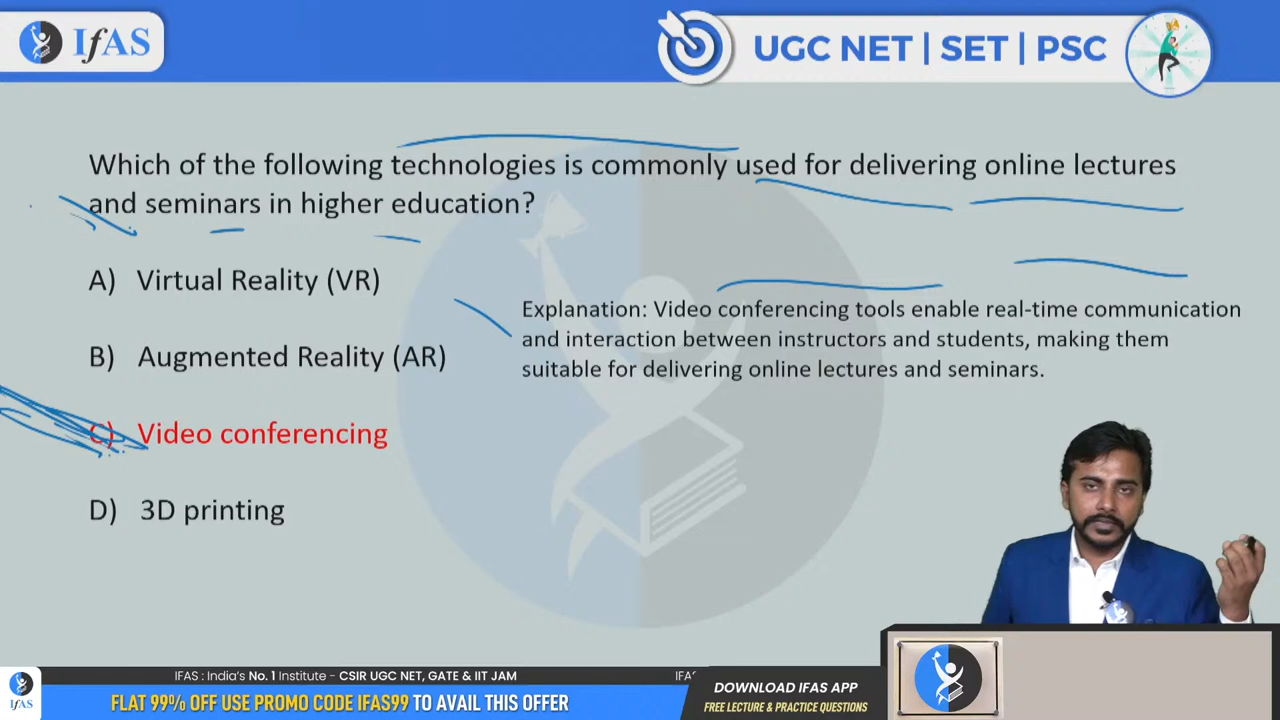 IfAS
UGC NET | SET | PSC
Which of the following technologies is commonly used for delivering online lectures
and seminars in higher education?
A) Virtual Reality (VR)
Explanation: Video conferencing tools enable real-time communication
and interaction between instructors and students, making them
suitable for delivering online lectures and seminars.
B) Augmented Reality (AR)
C) Video conferencing
D) 3D printing
IFAS : India's No. 1 Institute - CSIR UGC NET, GATE & IIT JAM
IFAS
FLAT 99% OFF USE PROMO CODE IFAS99 TO AVAIL THIS OFFER
DOWNLOAD IFAS APP
FREE LECTURE & PRACTICE QUESTIONS
IfAS